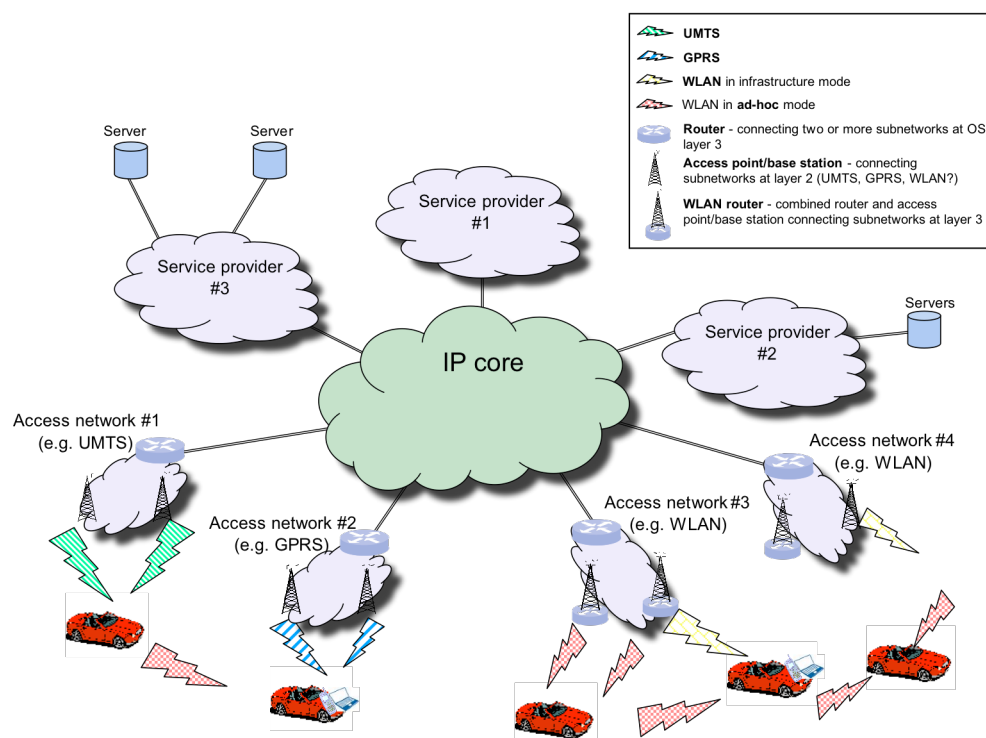 UMTS
GPRS
WLAN in infrastructure mode
WLAN in ad-hoc mode
Router - connecting two or more subnetworks at OS
layer 3
Access point/base station - connecting
subnetworks at layer 2 (UMTS, GPRS, WLAN?)
WLAN router - combined router and access
point/base station connecting subnetworks at layer 3
Server
Server
Service provider
#1
Service provider
#3
Servers
Service provider
#2
IP core
Access network #1
(e.g. UMTS)
Access network #4
(e.g. WLAN)
Access network #3
(e.g. WLAN)
Access network #2
(e.g. GPRS)